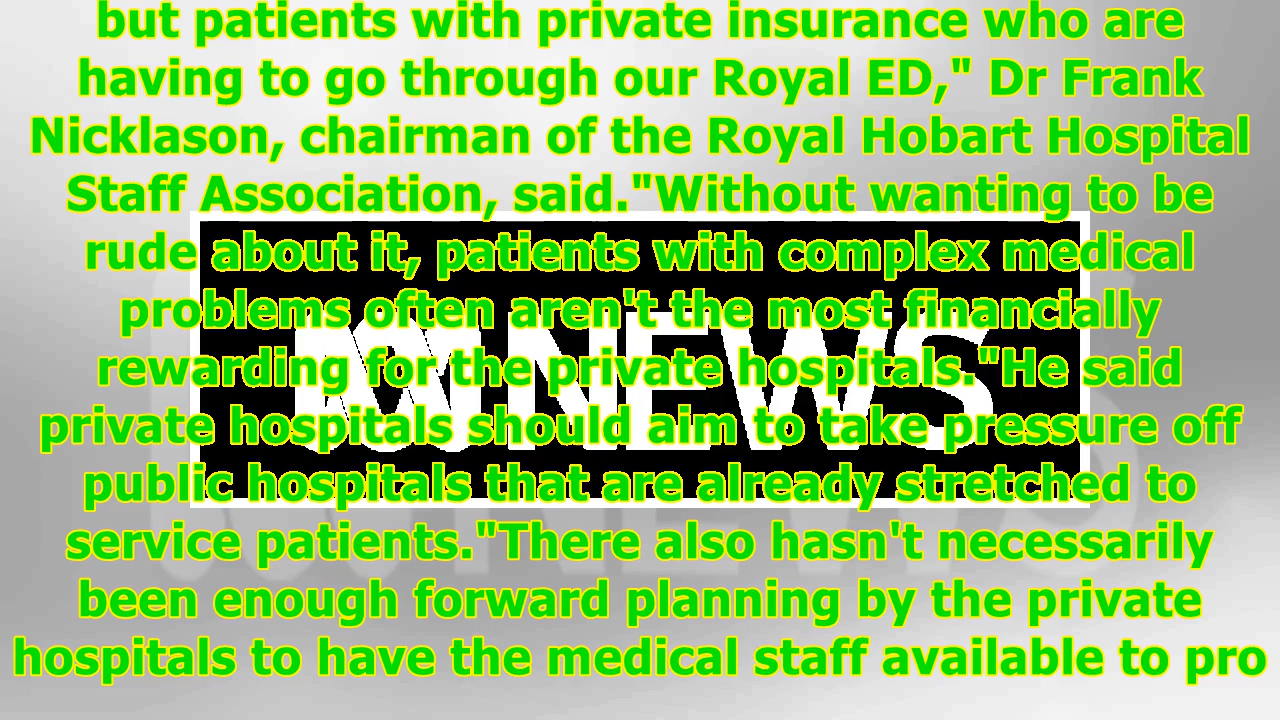 but patients with private insurance who are
having to go through our Royal ED," Dr Frank
Nicklason, chairman of the Royal Hobart Hospital
Staff Association, said."Without wanting to be
rude about it, patients with complex medical
problems often aren't the most financially
rewarding for the private hospitals."He said
private hospitals should aim to take pressure off
public hospitals that are already stretched to
service patients."There also hasn't necessarily
been enough forward planning by the private
hospitals to have the medical staff available to pro
NEWS